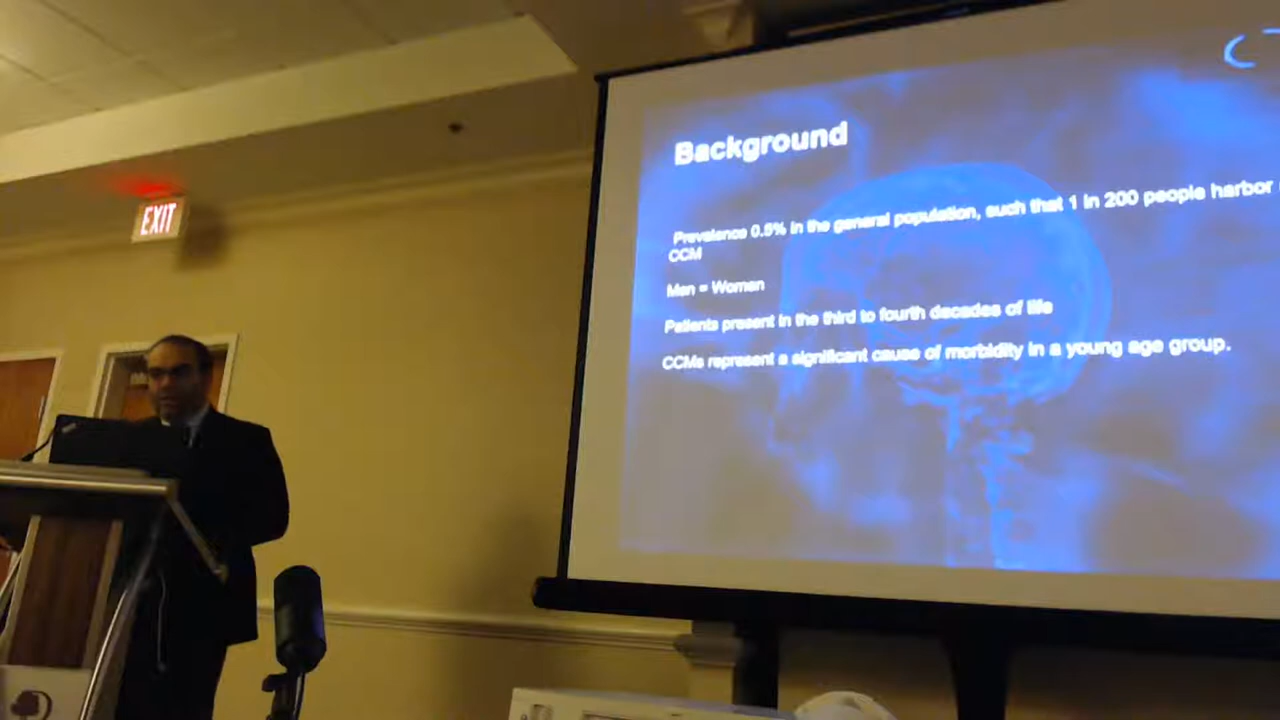 EXIT
Background
Prevalence 0.5% in the general population, such that 1 in 200 people harbor
CCM
Men = Women
Patients present in the third to fourth decades of life
CCMs represent a significant cause of morbidity in a young age group.